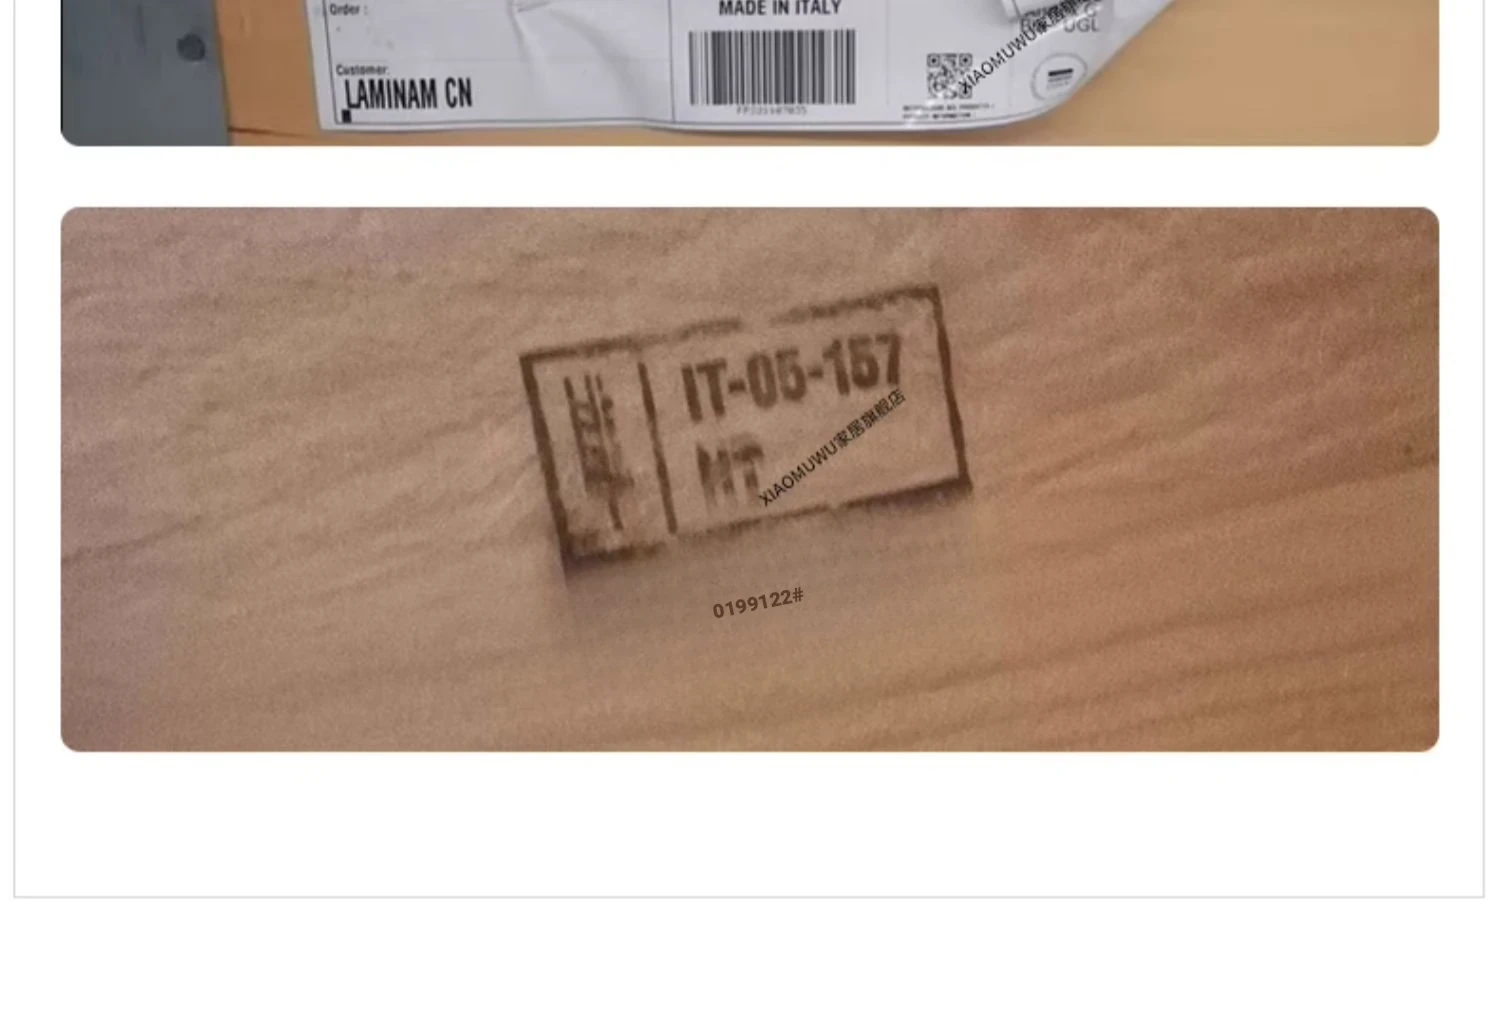 Order :
MADE IN ITALY
UGL
Customer:
LAMINAM CN
XIAOMUWU家居旗舰店
IT-05-157
HT
XIAOMUWU家居旗舰店
0199122#